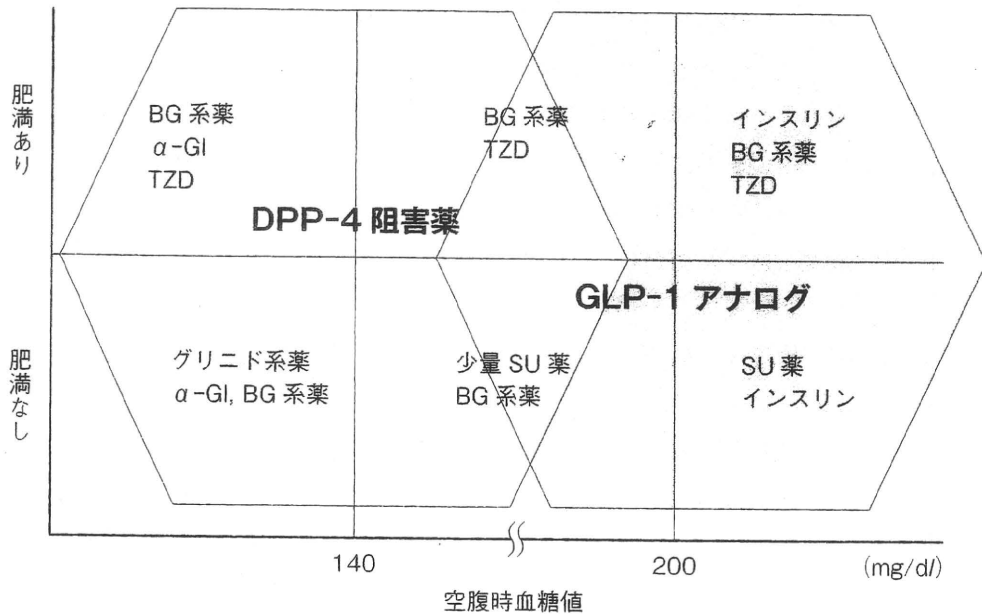 肥満あり
BG 系薬
α-GI
TZD
BG 系薬
TZD
インスリン
BG 系薬
TZD
DPP-4 阻害薬
GLP-1 アナログ
肥満なし
グリニド系薬
α-GI, BG 系薬
少量 SU 薬
BG 系薬
SU 薬
インスリン
140
200
(mg/dl)
空腹時血糖値